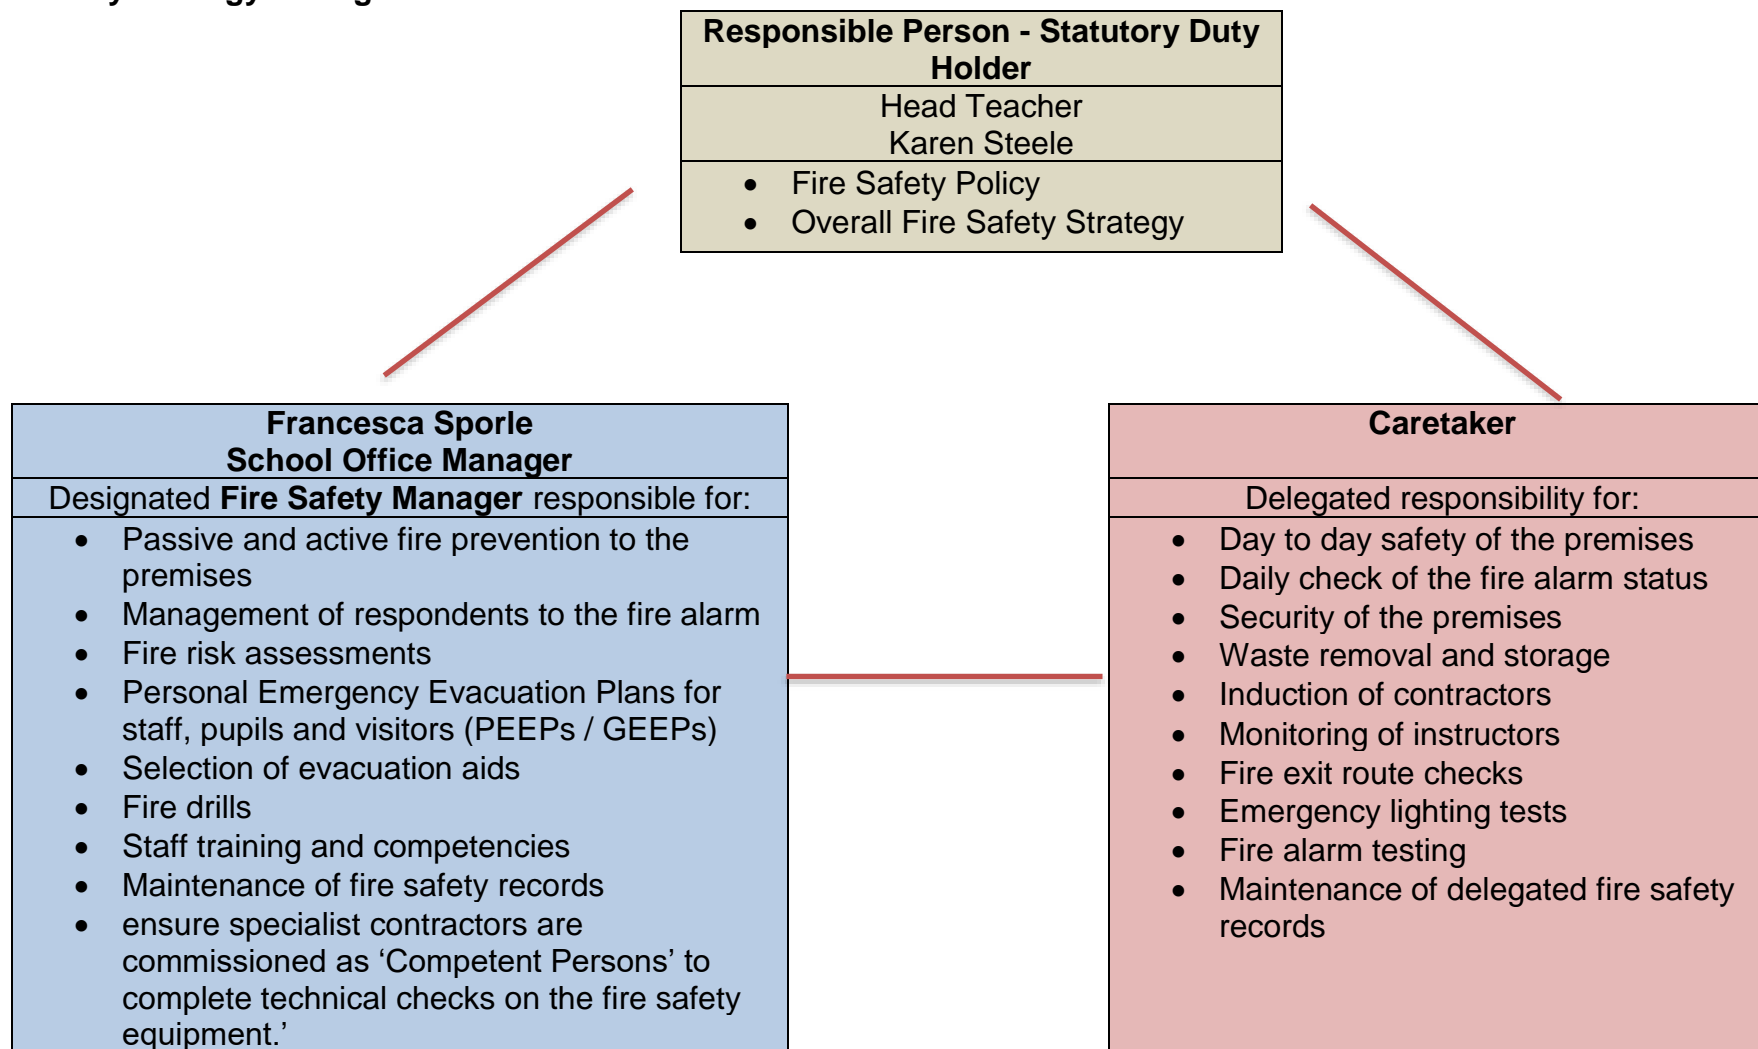 Responsible Person - Statutory Duty
Holder
Head Teacher
Karen Steele
• Fire Safety Policy
• Overall Fire Safety Strategy
Francesca Sporle
School Office Manager
Designated Fire Safety Manager responsible for:
• Passive and active fire prevention to the
premises
• Management of respondents to the fire alarm
• Fire risk assessments
• Personal Emergency Evacuation Plans for
staff, pupils and visitors (PEEPs / GEEPs)
• Selection of evacuation aids
• Fire drills
• Staff training and competencies
• Maintenance of fire safety records
• ensure specialist contractors are
commissioned as ‘Competent Persons’ to
complete technical checks on the fire safety
equipment.’
Caretaker
Delegated responsibility for:
• Day to day safety of the premises
• Daily check of the fire alarm status
• Security of the premises
• Waste removal and storage
• Induction of contractors
• Monitoring of instructors
• Fire exit route checks
• Emergency lighting tests
• Fire alarm testing
• Maintenance of delegated fire safety
records